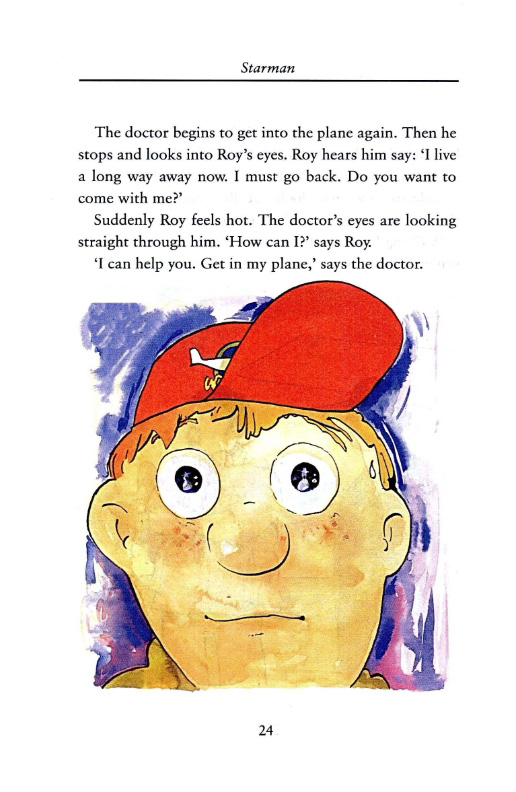 Starman
The doctor begins to get into the plane again. Then he
stops and looks into Roy's eyes. Roy hears him say: 'I live
a long way away now. I must go back. Do you want to
come with me?'
Suddenly Roy feels hot. The doctor's eyes are looking
straight through him. 'How can I?' says Roy.
'I can help you. Get in my plane,' says the doctor.
24